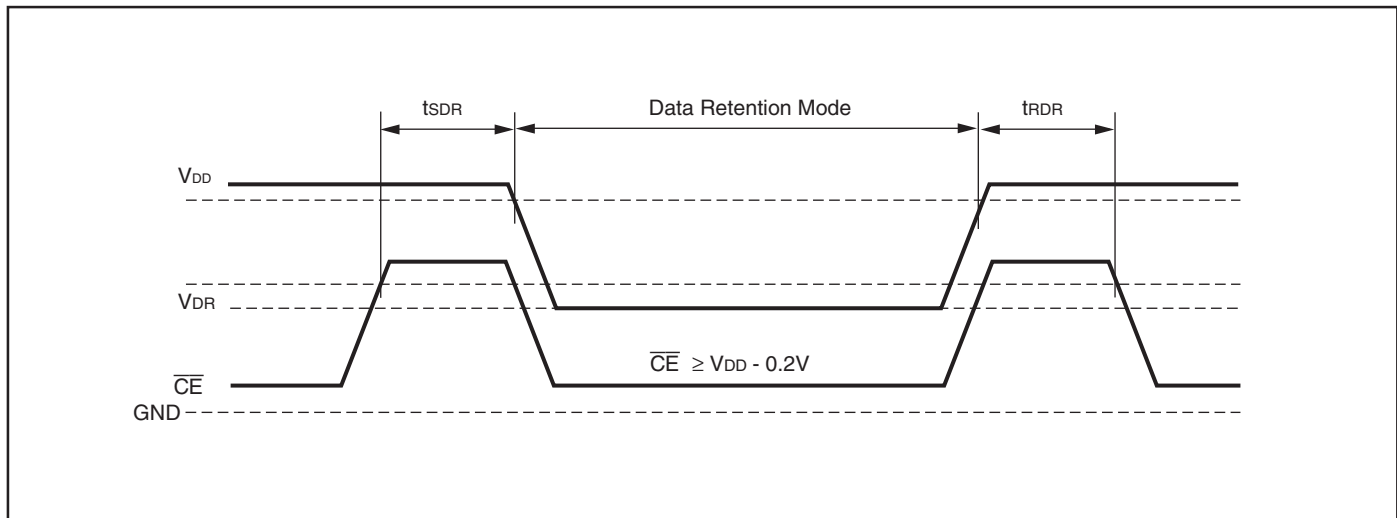 tSDR Data Retention Mode tRDR
VDD
VDR
CE ≥ VDD - 0.2V
CE
GND